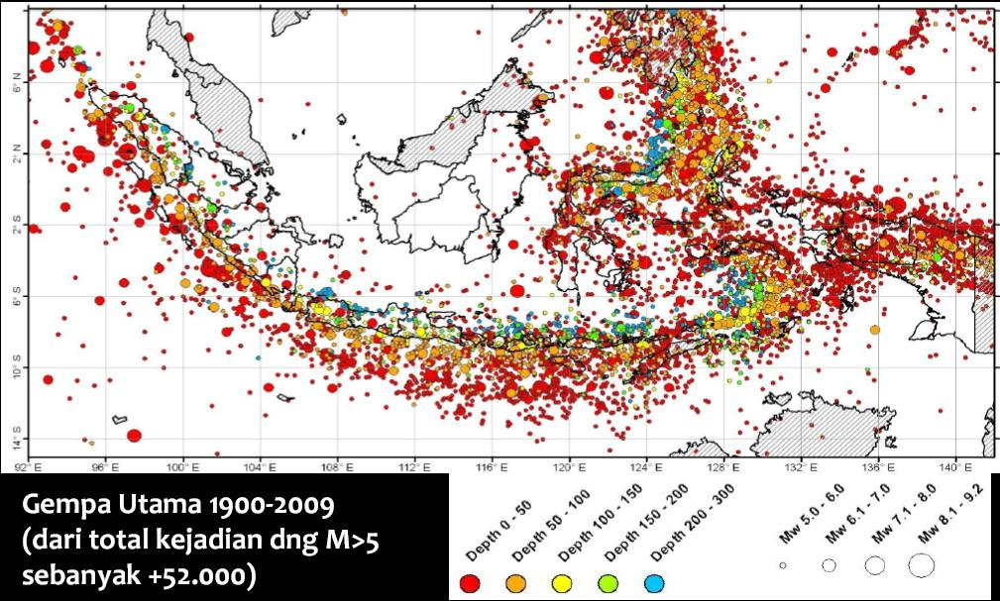 6° N
2° N
2° S
6° S
10° S
14° S
92° E 96° E 100° E 104° E 108° E 112° E 116° E 120° E 124° E 128° E 132° E 136° E 140° E
Gempa Utama 1900-2009
(dari total kejadian dng M>5
sebanyak +52.000)
Depth 0 - 50
Depth 50 - 100
Depth 100 - 150
Depth 150 - 200
Depth 200 - 300
Mw 5.0 - 6.0
Mw 6.1 - 7.0
Mw 7.1 - 8.0
Mw 8.1 - 9.2